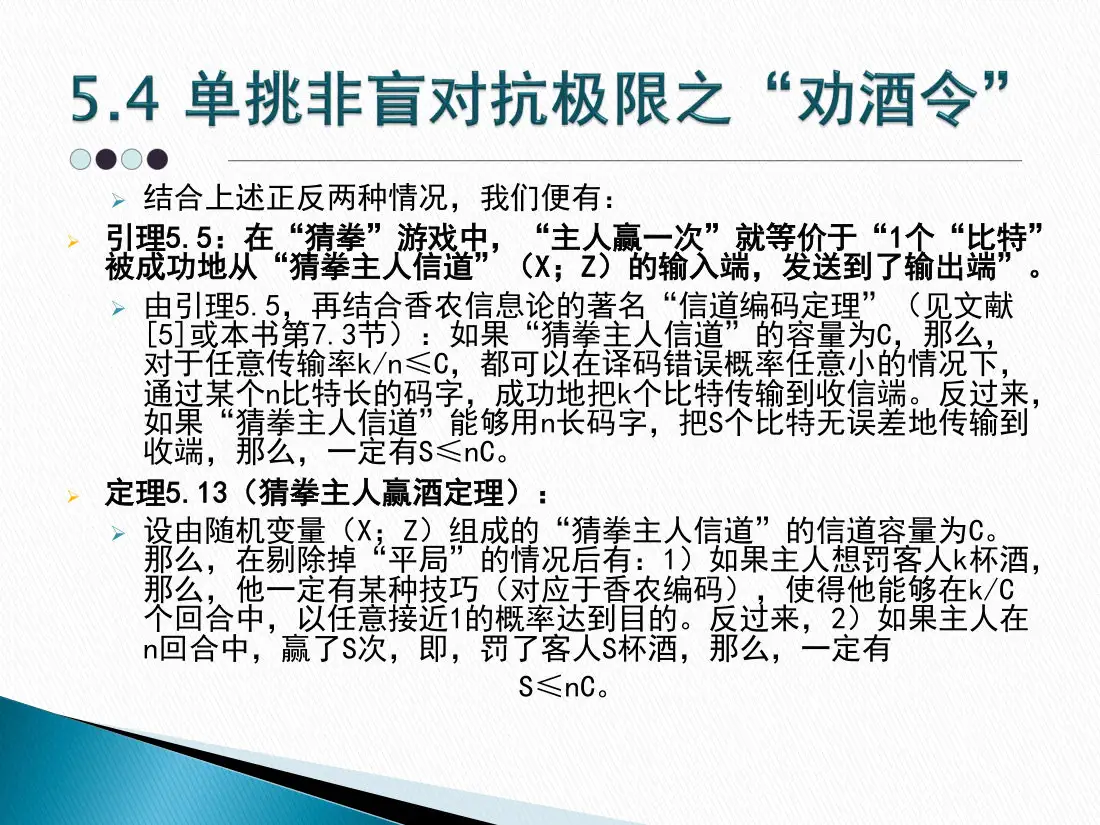 5.4 单挑非盲对抗极限之“劝酒令”
结合上述正反两种情况，我们便有：
引理5.5：在“猜拳”游戏中，“主人赢一次”就等价于“1个“比特”
被成功地从“猜拳主人信道”（X；Z）的输入端，发送到了输出端”。
由引理5.5，再结合香农信息论的著名“信道编码定理”（见文献
[5]或本书第7.3节）：如果“猜拳主人信道”的容量为C，那么，
对于任意传输率k/n≤C，都可以在译码错误概率任意小的情况下，
通过某个n比特长的码字，成功地把k个比特传输到收信端。反过来，
如果“猜拳主人信道”能够用n长码字，把S个比特无误差地传输到
收端，那么，一定有S≤nC。
定理5.13（猜拳主人赢酒定理）：
设由随机变量（X；Z）组成的“猜拳主人信道”的信道容量为C。
那么，在剔除掉“平局”的情况后有：1）如果主人想罚客人k杯酒，
那么，他一定有某种技巧（对应于香农编码），使得他能够在k/C
个回合中，以任意接近1的概率达到目的。反过来，2）如果主人在
n回合中，赢了S次，即，罚了客人S杯酒，那么，一定有
S≤nC。